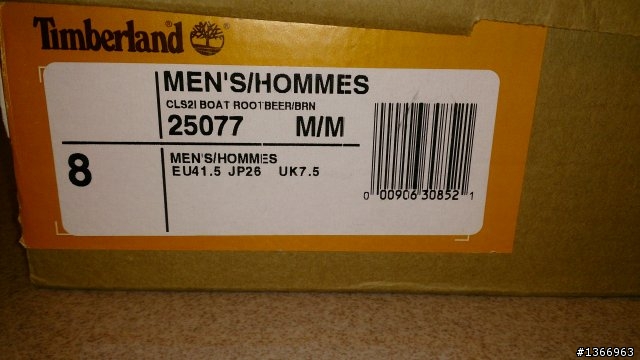 Timberland®
MEN'S/HOMMES
CLS2I BOAT ROOTBEER/BRN
25077 M/M
8
MEN'S/HOMMES
EU41.5 JP26 UK7.5
0 00906 30852 1
#1366963